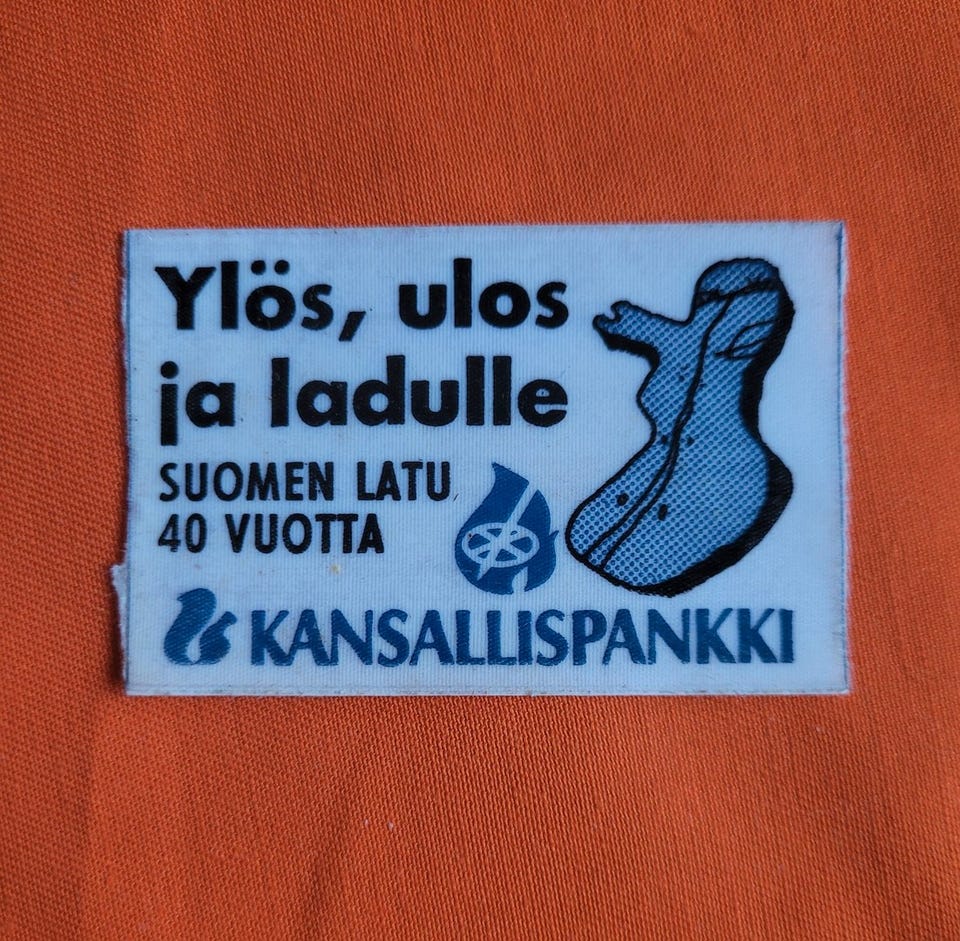 Ylös, ulos
ja ladulle
SUOMEN LATU
40 VUOTTA
KANSALLISPANKKI